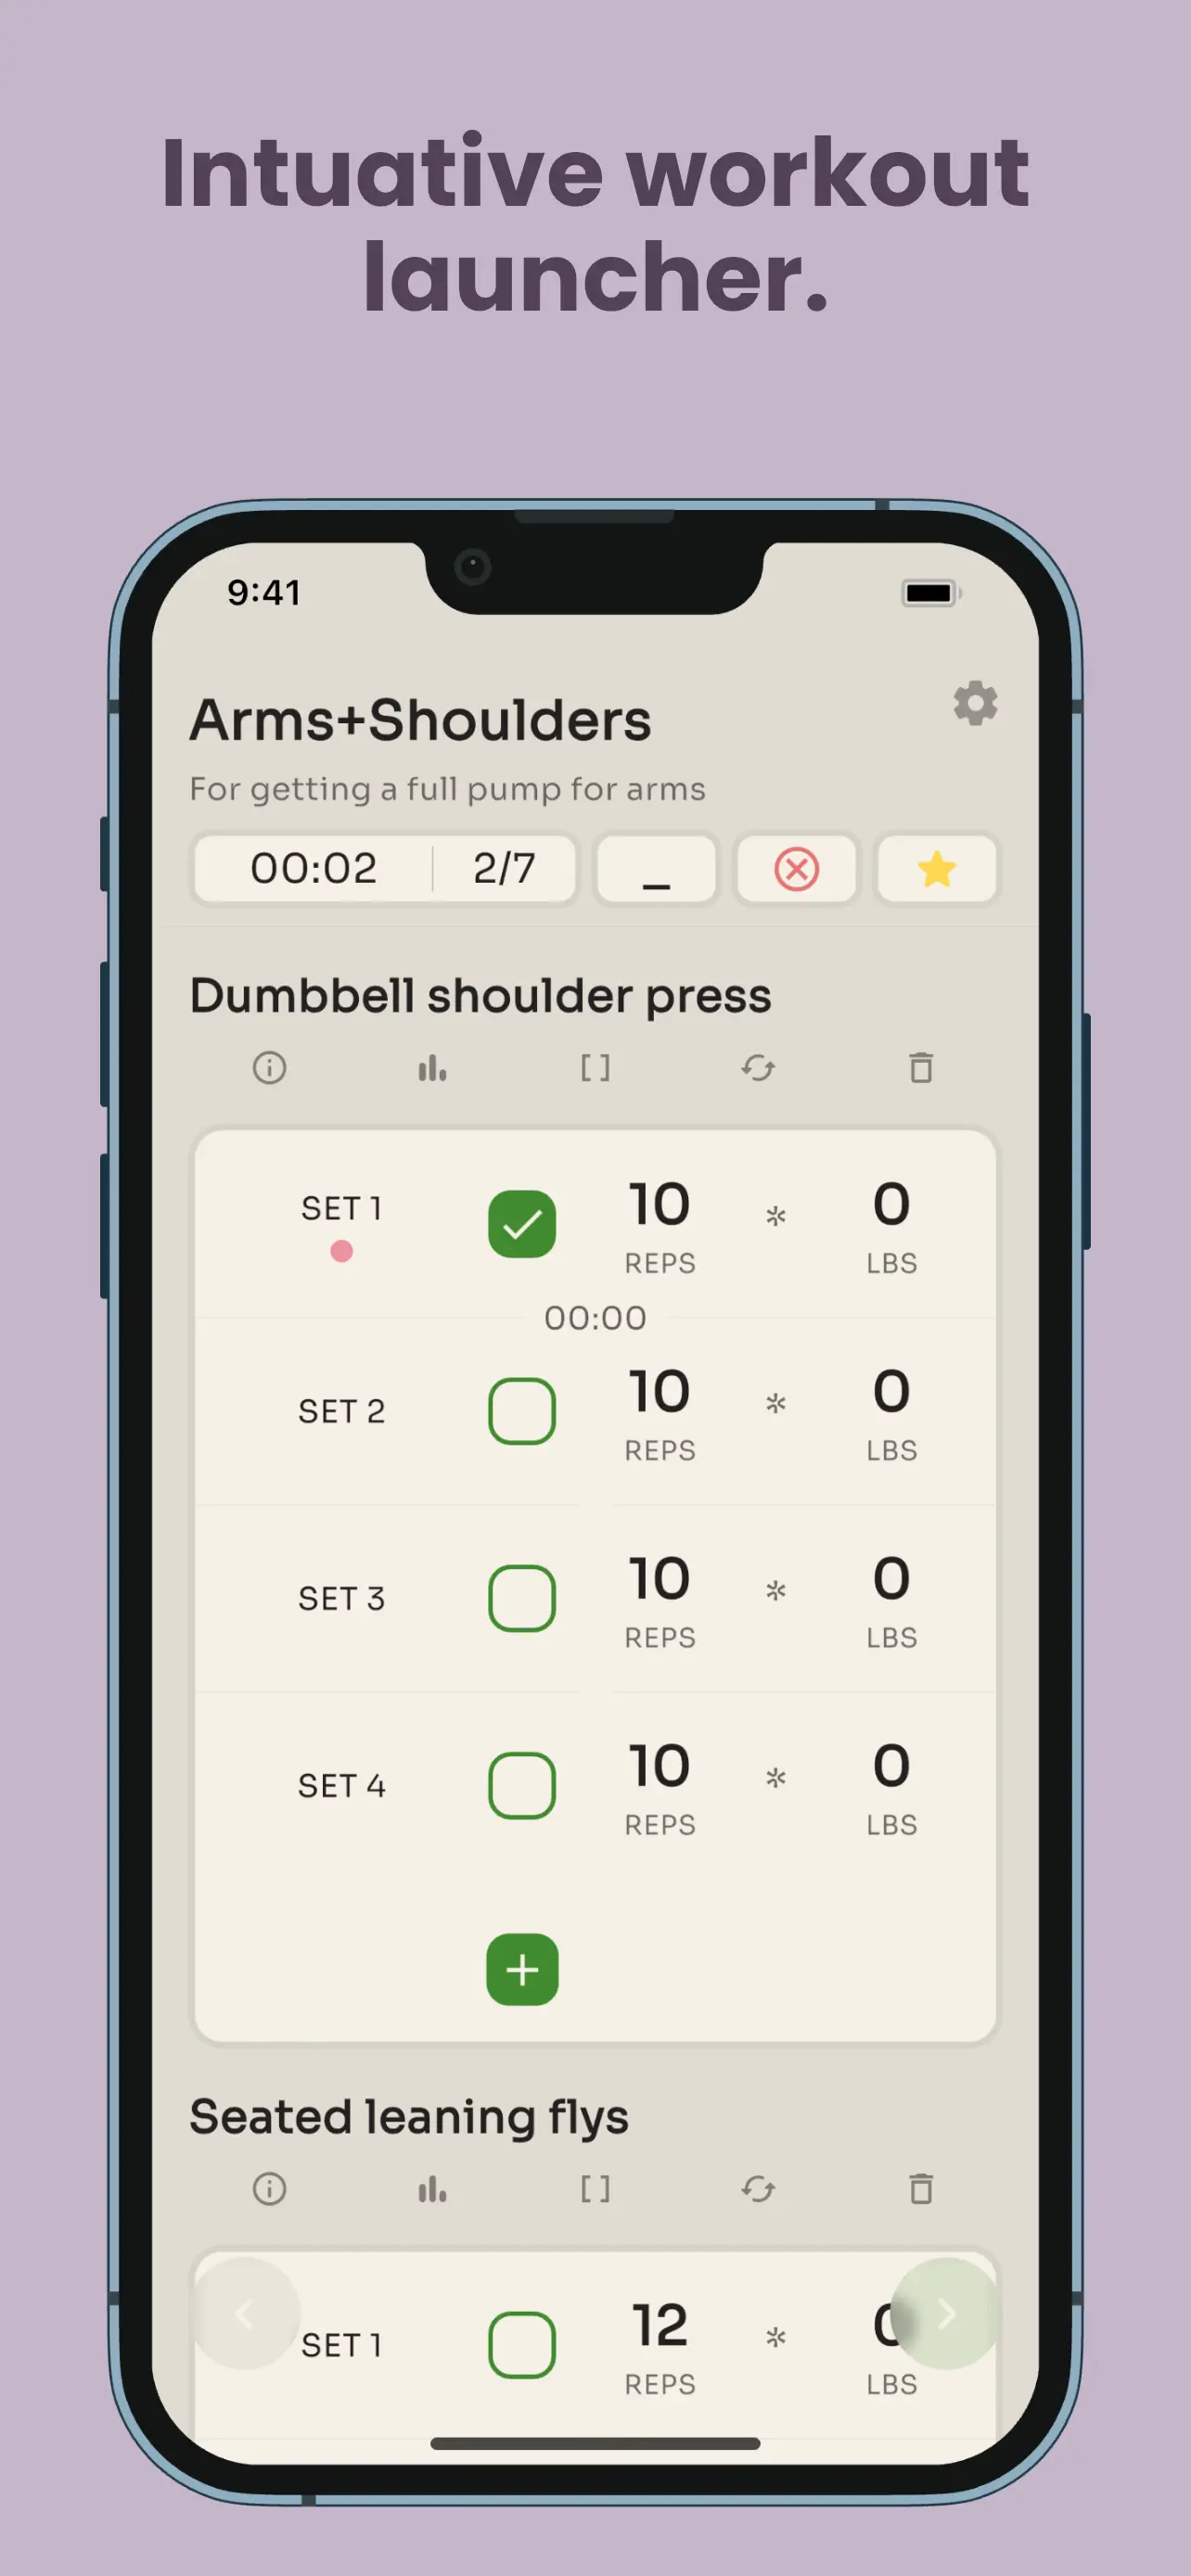 Intuative workout
launcher.
9:41
Arms+Shoulders
For getting a full pump for arms
00:02 2/7
Dumbbell shoulder press
SET 1 10 * 0
REPS LBS
00:00
SET 2 10 * 0
REPS LBS
SET 3 10 * 0
REPS LBS
SET 4 10 * 0
REPS LBS
+
Seated leaning flys
SET 1 12 * 0
REPS LBS